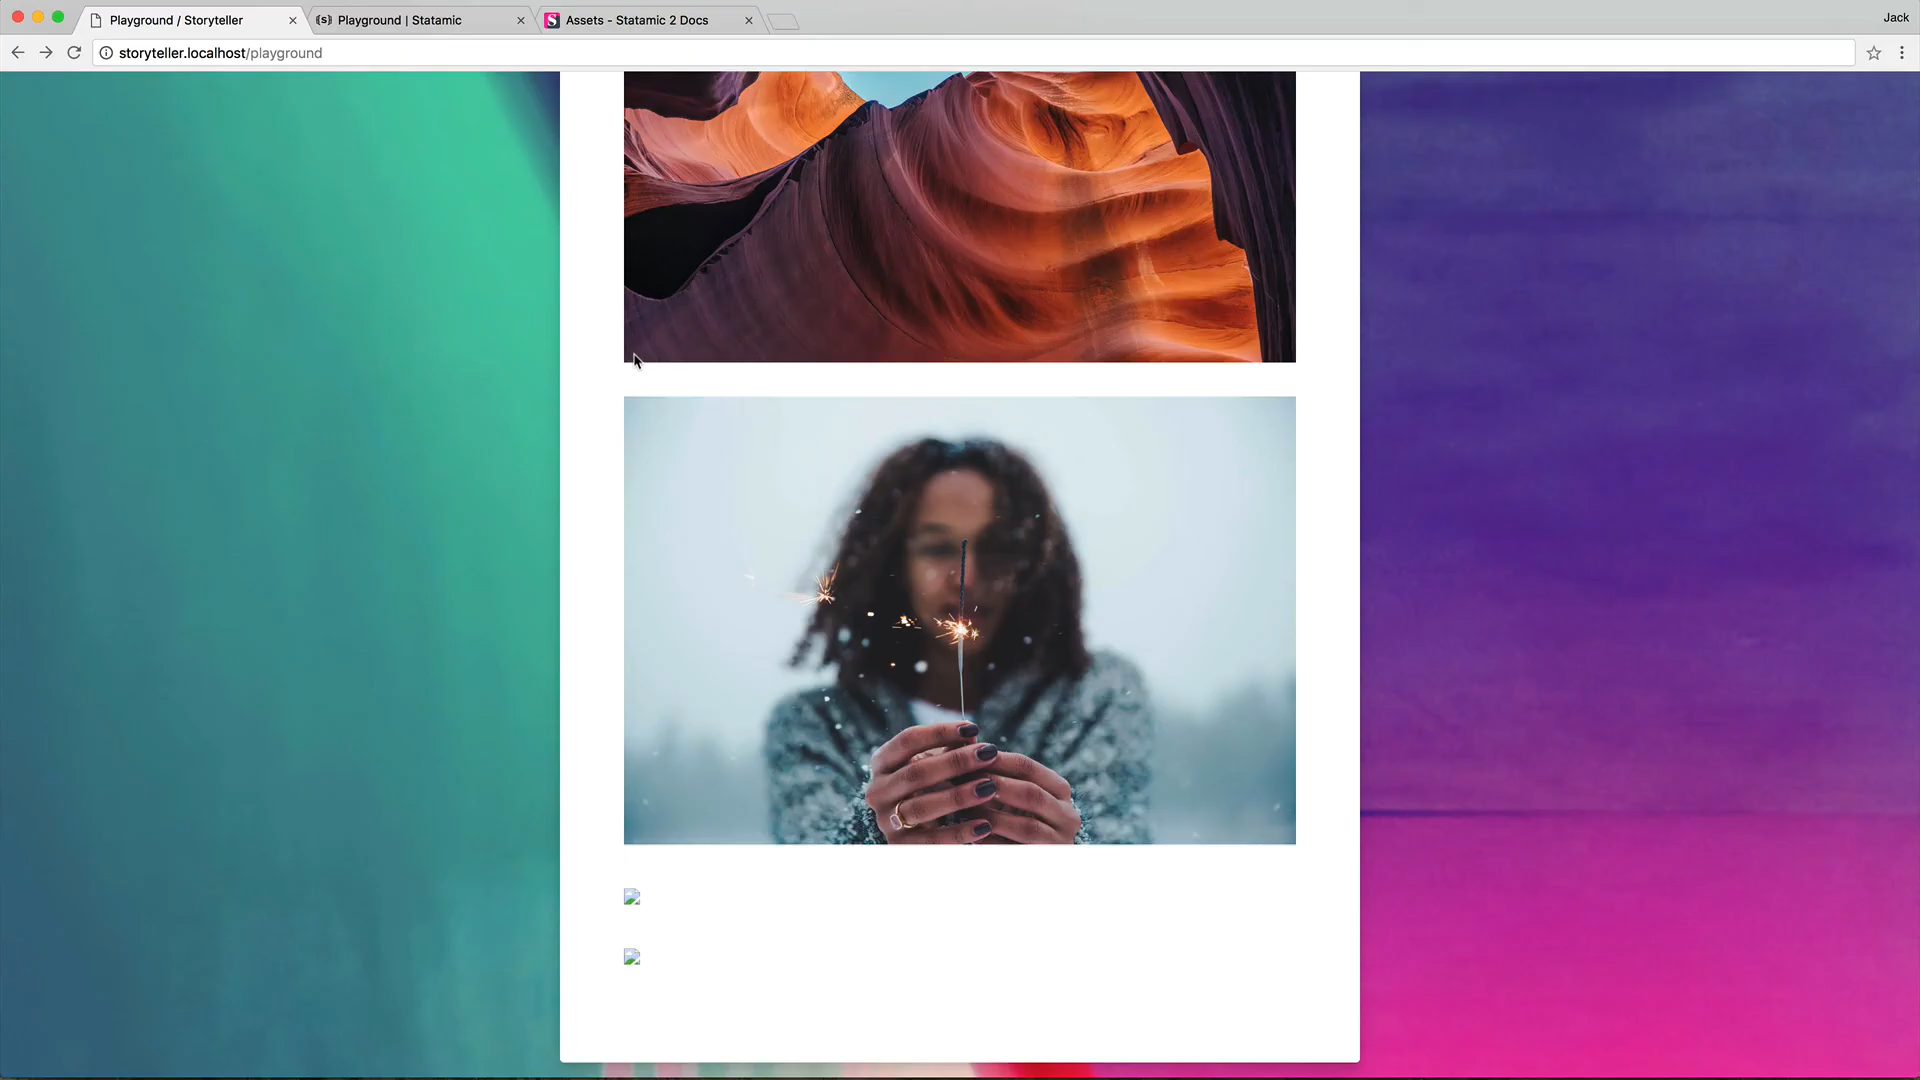 Playground / Storyteller
{s} Playground | Statamic
S Assets - Statamic 2 Docs
Jack
storyteller.localhost/playground